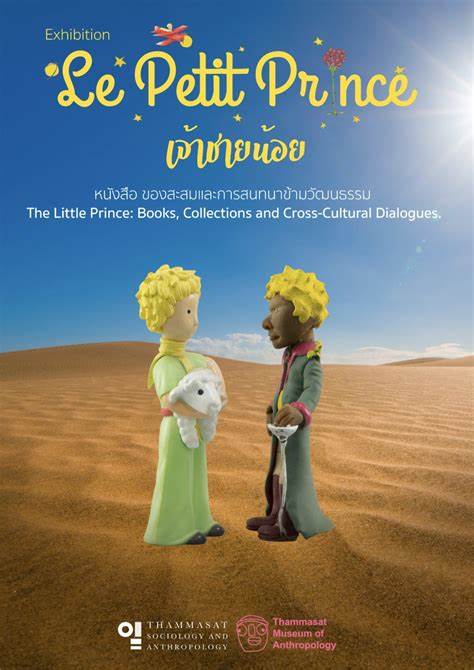 Exhibition
Le Petit Prince
เจ้าชายน้อย
หนังสือ ของสะสมและการสนทนาข้ามวัฒนธรรม
The Little Prince: Books, Collections and Cross-Cultural Dialogues.
THAMMASAT
SOCIOLOGY AND
ANTHROPOLOGY
Thammasat
Museum of
Anthropology